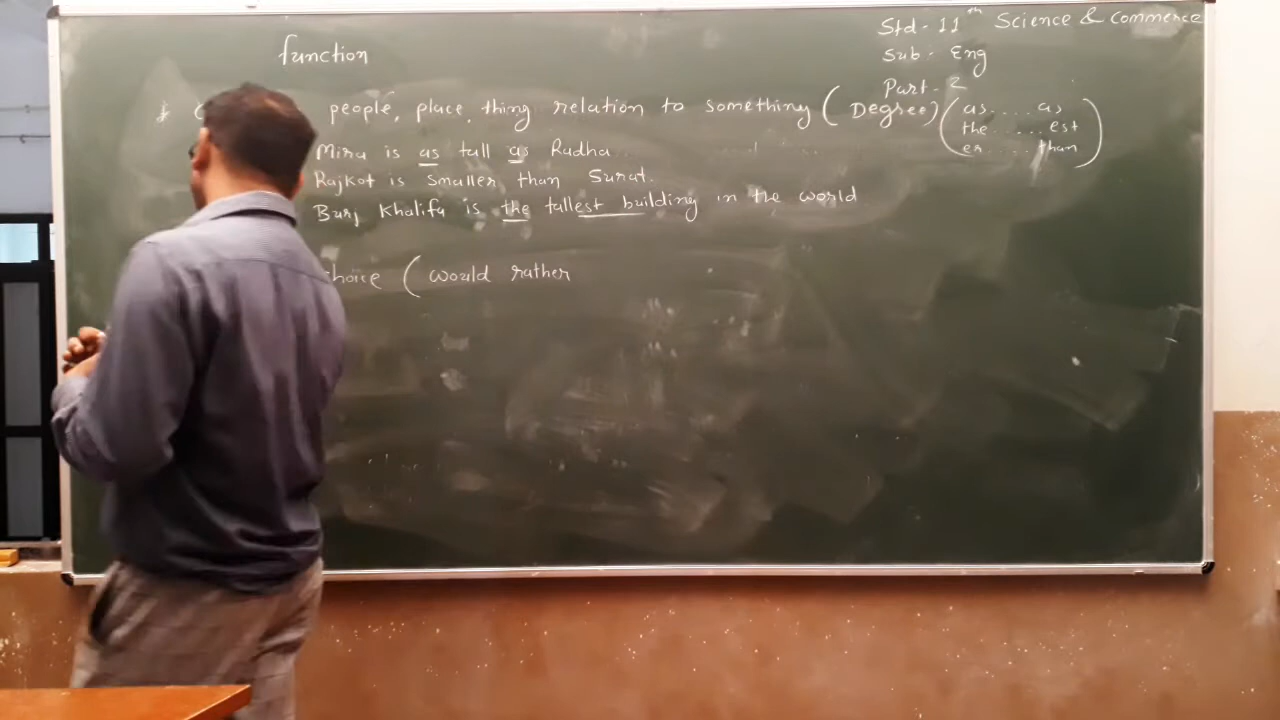 Std - 11th Science & Commerce
function
Sub - Eng
Part - 2
* people, place, thing relation to something (Degree) (as....as
the.....est
er.....than)
Mira is as tall as Radha..
Rajkot is smaller than Surat.
Burj Khalifa is the tallest building in the world
choice ( would rather